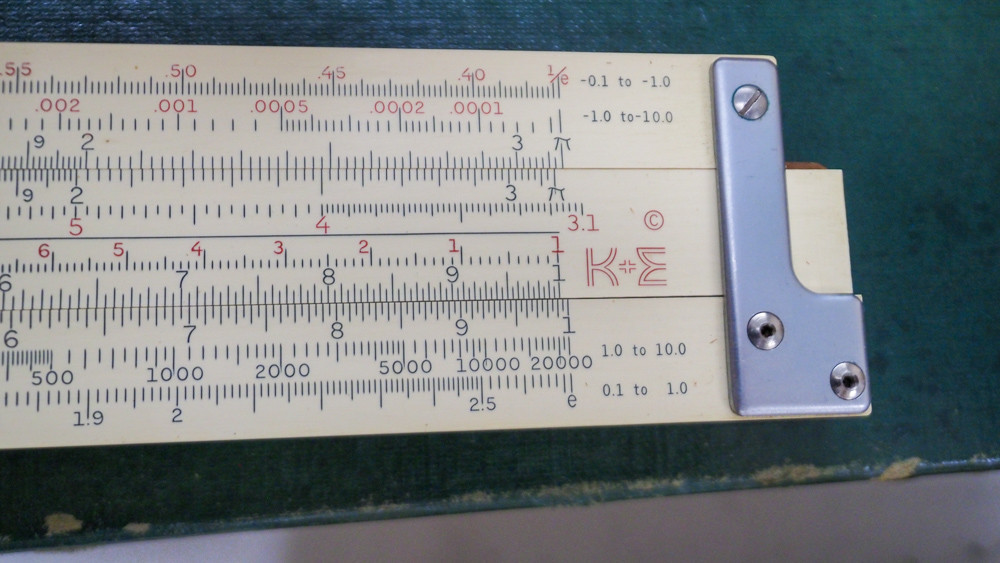 .55 .50 .45 .40 1/e -0.1 to -1.0
.002 .001 .0005 .0002 .0001 -1.0 to-10.0
9 2 3 π
9 2 3 π
5 4 3.1 ©
6 5 4 3 2 1 1
K+E
6 7 8 9 1
6 7 8 9 1
1.0 to 10.0
500 1000 2000 5000 10000 20000
0.1 to 1.0
1.9 2 2.5 e